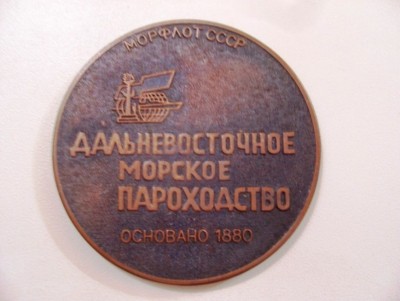 МОРФЛОТ СССР
ДАЛЬНЕВОСТОЧНОЕ
МОРСКОЕ
ПАРОХОДСТВО
ОСНОВАНО 1880